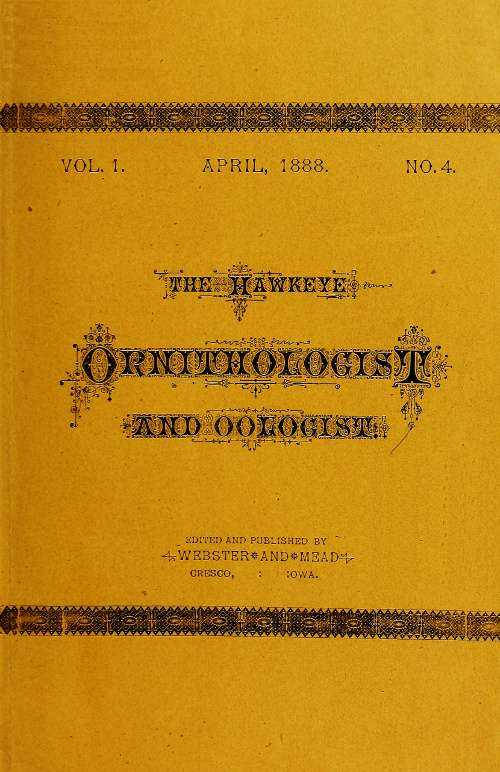 VOL. 1. APRIL, 1888. NO. 4.
THE HAWKEYE
ORNITHOLOGIST
AND OOLOGIST.
EDITED AND PUBLISHED BY
WEBSTER*AND*MEAD
CRESCO, : IOWA.